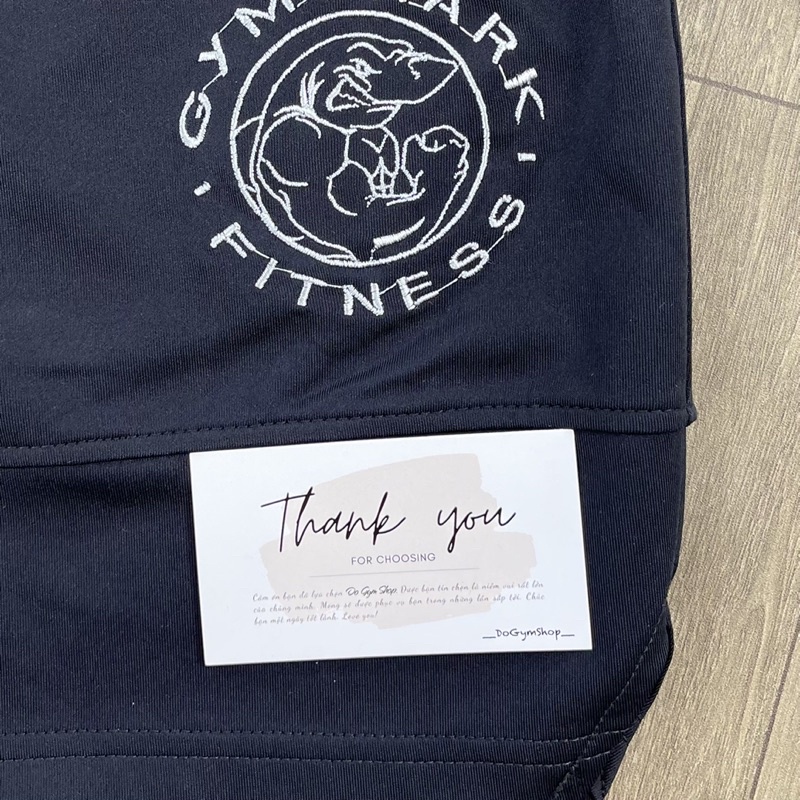 GYM SHARK
FITNESS
Thank you
FOR CHOOSING
Cảm ơn bạn đã lựa chọn Do Gym Shop. Được bạn tin chọn là niềm vui rất lớn
của chúng mình. Mong sẽ được phục vụ bạn trong những lần sắp tới. Chúc
bạn một ngày tốt lành. Love you!
__DoGymShop__